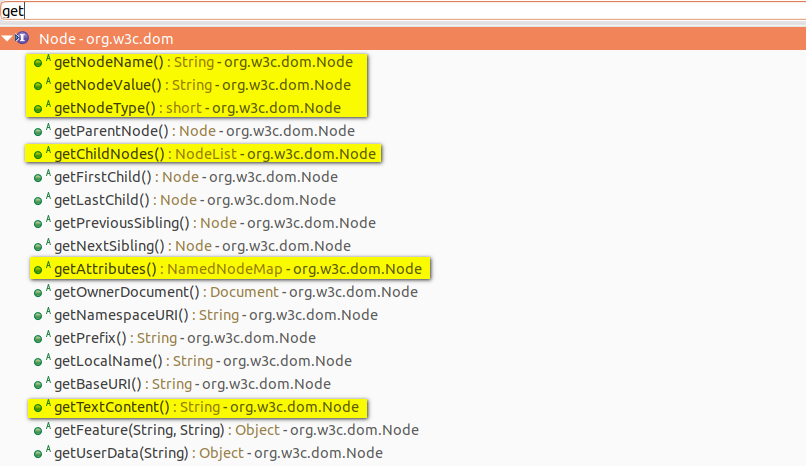 get
Node - org.w3c.dom
getNodeName() : String - org.w3c.dom.Node
getNodeValue() : String - org.w3c.dom.Node
getNodeType() : short - org.w3c.dom.Node
getParentNode() : Node - org.w3c.dom.Node
getChildNodes() : NodeList - org.w3c.dom.Node
getFirstChild() : Node - org.w3c.dom.Node
getLastChild() : Node - org.w3c.dom.Node
getPreviousSibling() : Node - org.w3c.dom.Node
getNextSibling() : Node - org.w3c.dom.Node
getAttributes() : NamedNodeMap - org.w3c.dom.Node
getOwnerDocument() : Document - org.w3c.dom.Node
getNamespaceURI() : String - org.w3c.dom.Node
getPrefix() : String - org.w3c.dom.Node
getLocalName() : String - org.w3c.dom.Node
getBaseURI() : String - org.w3c.dom.Node
getTextContent() : String - org.w3c.dom.Node
getFeature(String, String) : Object - org.w3c.dom.Node
getUserData(String) : Object - org.w3c.dom.Node